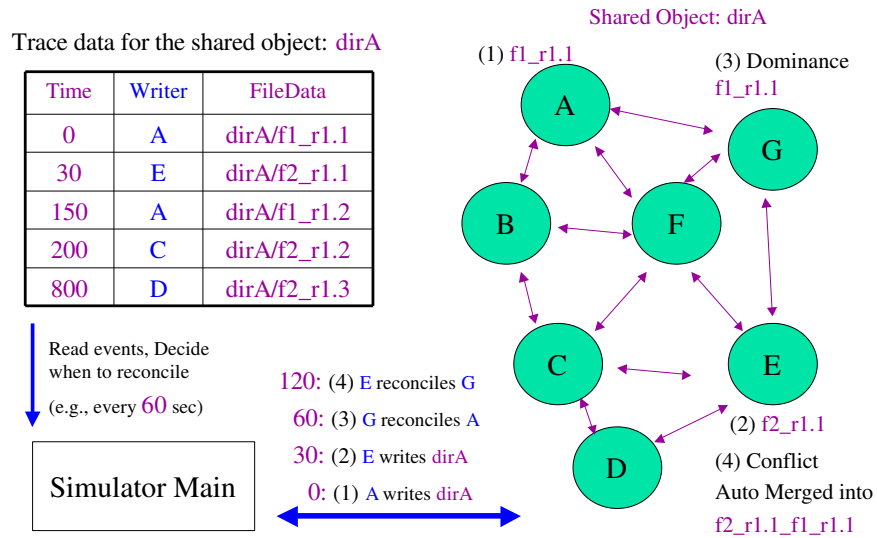 Trace data for the shared object: dirA
Time Writer FileData
0 A dirA/f1_r1.1
30 E dirA/f2_r1.1
150 A dirA/f1_r1.2
200 C dirA/f2_r1.2
800 D dirA/f2_r1.3
Read events, Decide
when to reconcile
(e.g., every 60 sec)
Simulator Main
120: (4) E reconciles G
60: (3) G reconciles A
30: (2) E writes dirA
0: (1) A writes dirA
Shared Object: dirA
(1) f1_r1.1
(3) Dominance
f1_r1.1
A
G
B
F
C
E
D
(2) f2_r1.1
(4) Conflict
Auto Merged into
f2_r1.1_f1_r1.1